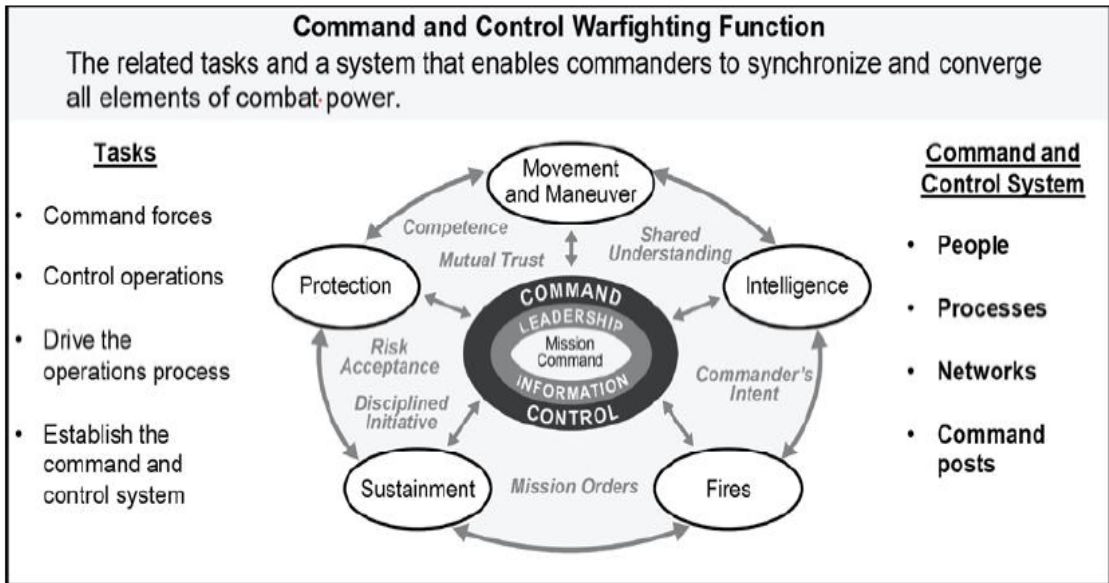 Command and Control Warfighting Function
The related tasks and a system that enables commanders to synchronize and converge
all elements of combat power.
Tasks
• Command forces
• Control operations
• Drive the
operations process
• Establish the
command and
control system
Movement
and Maneuver
Competence
Mutual Trust
Shared
Understanding
Protection
Intelligence
COMMAND
LEADERSHIP
Mission
Command
INFORMATION
CONTROL
Risk
Acceptance
Disciplined
Initiative
Commander's
Intent
Sustainment
Mission Orders
Fires
Command and
Control System
• People
• Processes
• Networks
• Command
posts